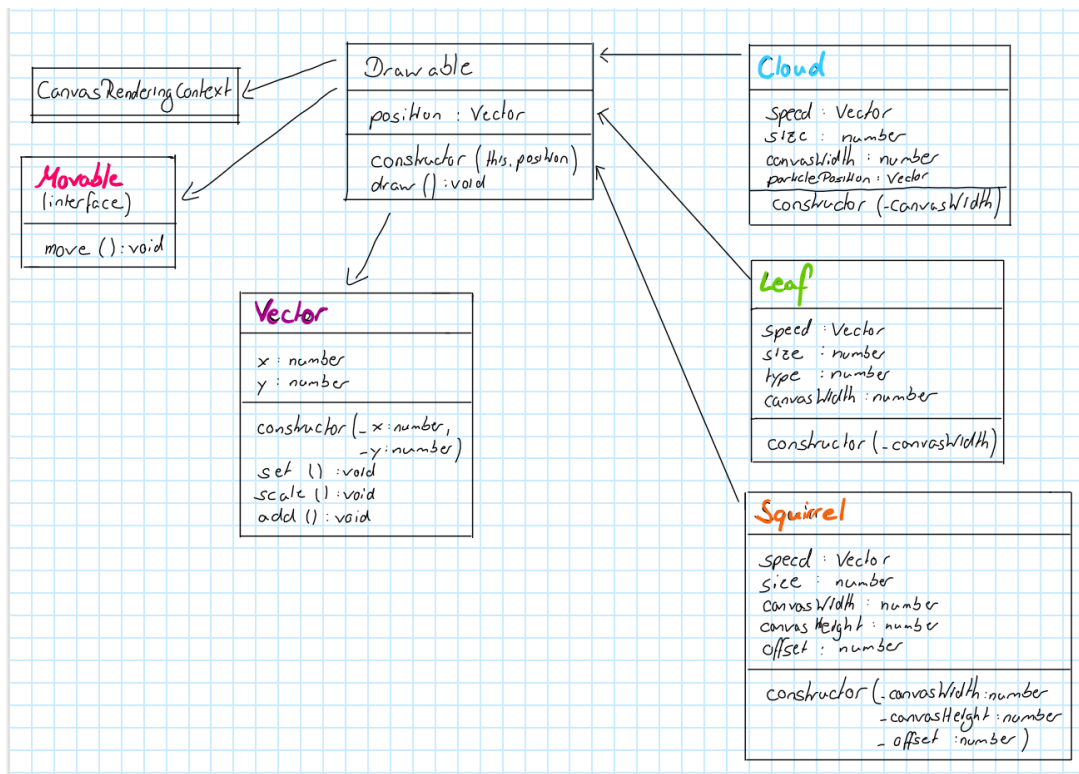 CanvasRenderingContext
Movable
(interface)
move () : void
Drawable
position : Vector
constructor (this.position)
draw () : void
Vector
x : number
y : number
constructor (_x : number,
_y : number)
set () : void
scale () : void
add () : void
Cloud
speed : Vector
size : number
canvasWidth : number
particlePosition : Vector
constructor (_canvasWidth)
Leaf
speed : Vector
size : number
type : number
canvasWidth : number
constructor (_canvasWidth)
Squirrel
speed : Vector
size : number
canvasWidth : number
canvasHeight : number
offset : number
constructor (_canvasWidth : number
_canvasHeight : number
_offset : number)